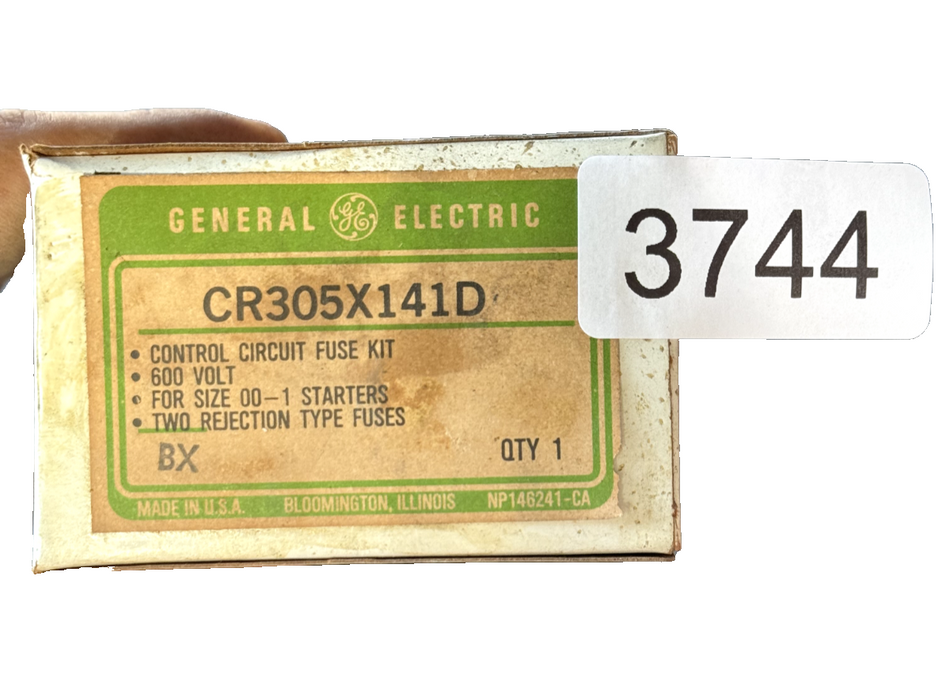 GENERAL GE ELECTRIC
3744
CR305X141D
• CONTROL CIRCUIT FUSE KIT
• 600 VOLT
• FOR SIZE 00-1 STARTERS
• TWO REJECTION TYPE FUSES
BX QTY 1
MADE IN U.S.A. BLOOMINGTON, ILLINOIS NP146241-CA